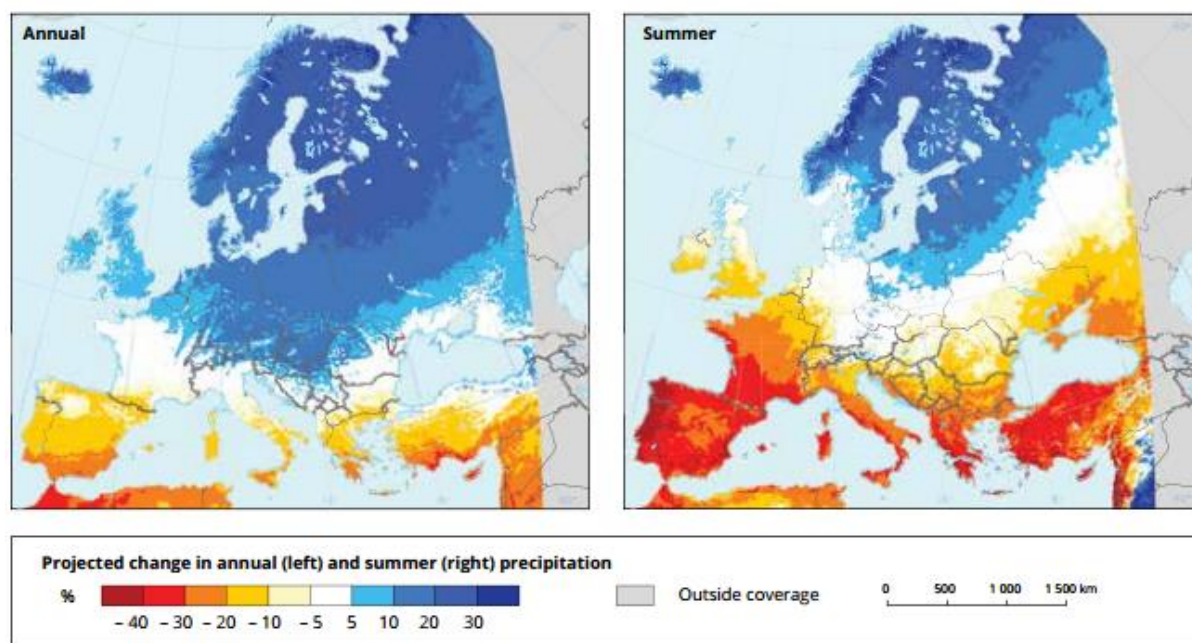 Annual
Summer
Projected change in annual (left) and summer (right) precipitation
%
– 40 – 30 – 20 – 10 – 5 5 10 20 30
Outside coverage
0 500 1 000 1 500 km